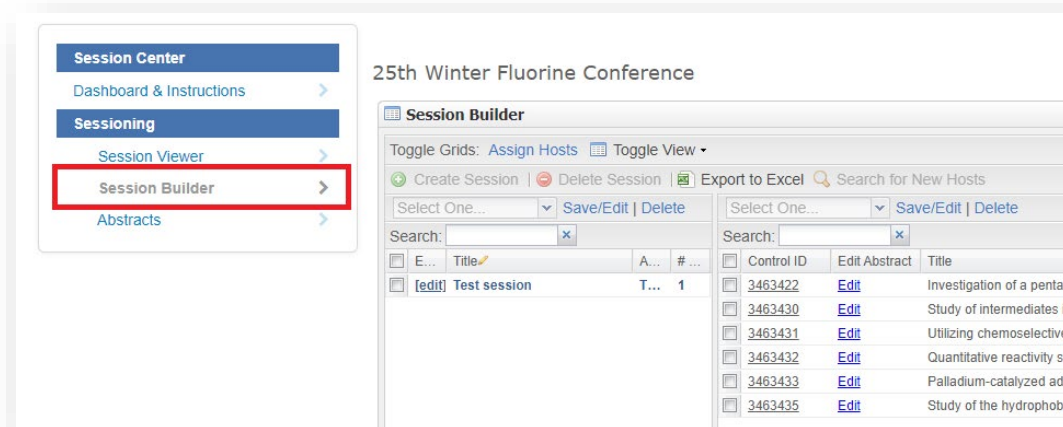 Session Center
Dashboard & Instructions
Sessioning
Session Viewer
Session Builder
Abstracts
25th Winter Fluorine Conference
Session Builder
Toggle Grids: Assign Hosts Toggle View
Create Session | Delete Session | Export to Excel Search for New Hosts
Select One... Save/Edit | Delete
Search:
E... Title A... # ...
[edit] Test session T... 1
Select One... Save/Edit | Delete
Search:
Control ID Edit Abstract Title
3463422 Edit Investigation of a penta
3463430 Edit Study of intermediates
3463431 Edit Utilizing chemoselective
3463432 Edit Quantitative reactivity s
3463433 Edit Palladium-catalyzed ad
3463435 Edit Study of the hydrophob